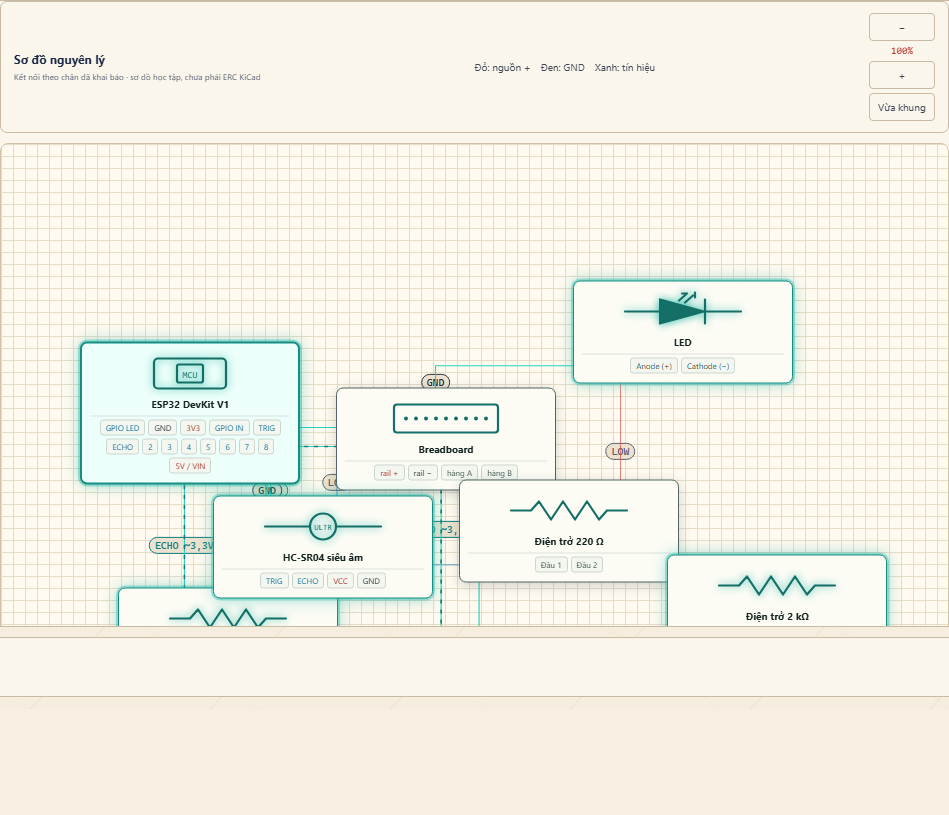 Sơ đồ nguyên lý
Kết nối theo chân đã khai báo · sơ đồ học tập, chưa phải ERC KiCad
Đỏ: nguồn + Đen: GND Xanh: tín hiệu
−
100%
+
Vừa khung
LED
Anode (+) Cathode (−)
MCU
ESP32 DevKit V1
GPIO LED GND 3V3 GPIO IN TRIG
ECHO 2 3 4 5 6 7 8
5V / VIN
GND
Breadboard
rail + rail − hàng A hàng B
LOW
GND
ULTR
HC-SR04 siêu âm
TRIG ECHO VCC GND
ECHO ~3,3V
~3,
Điện trở 220 Ω
Đầu 1 Đầu 2
Điện trở 2 kΩ